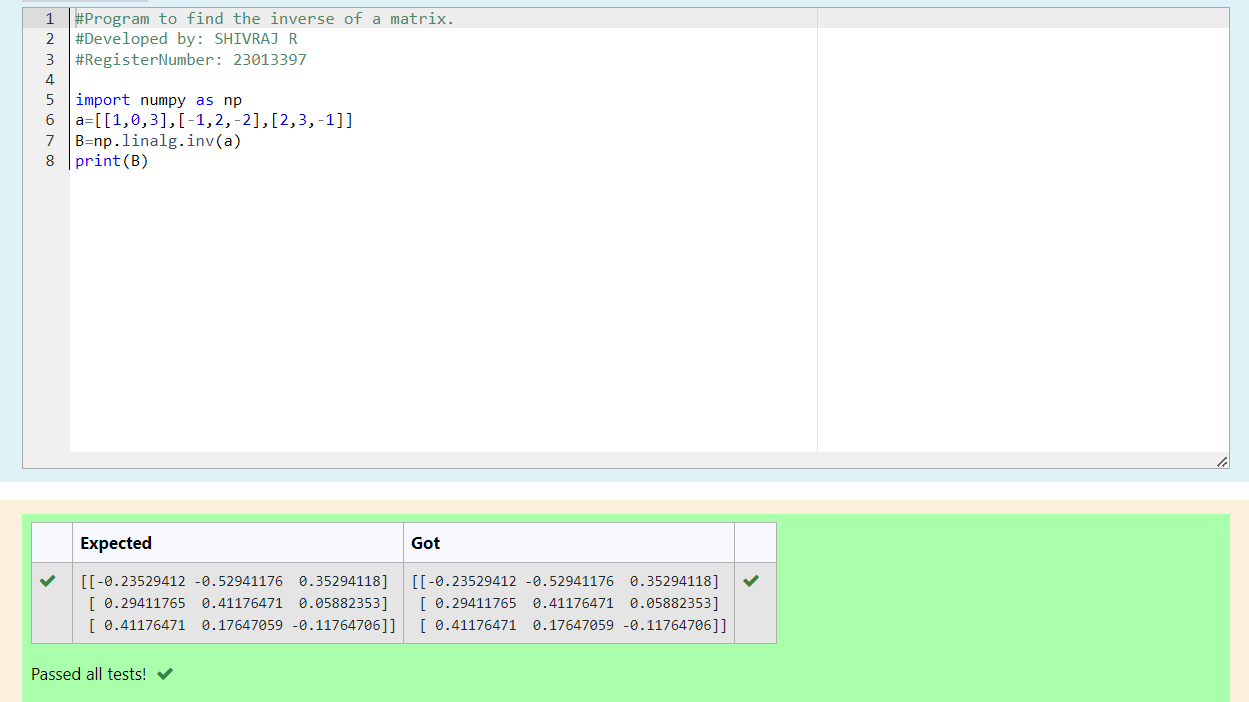 1 #Program to find the inverse of a matrix.
2 #Developed by: SHIVRAJ R
3 #RegisterNumber: 23013397
4
5 import numpy as np
6 a=[[1,0,3],[-1,2,-2],[2,3,-1]]
7 B=np.linalg.inv(a)
8 print(B)
Expected Got
[[-0.23529412 -0.52941176  0.35294118] [[-0.23529412 -0.52941176  0.35294118]
[ 0.29411765  0.41176471  0.05882353] [ 0.29411765  0.41176471  0.05882353]
[ 0.41176471  0.17647059 -0.11764706]] [ 0.41176471  0.17647059 -0.11764706]]
Passed all tests!